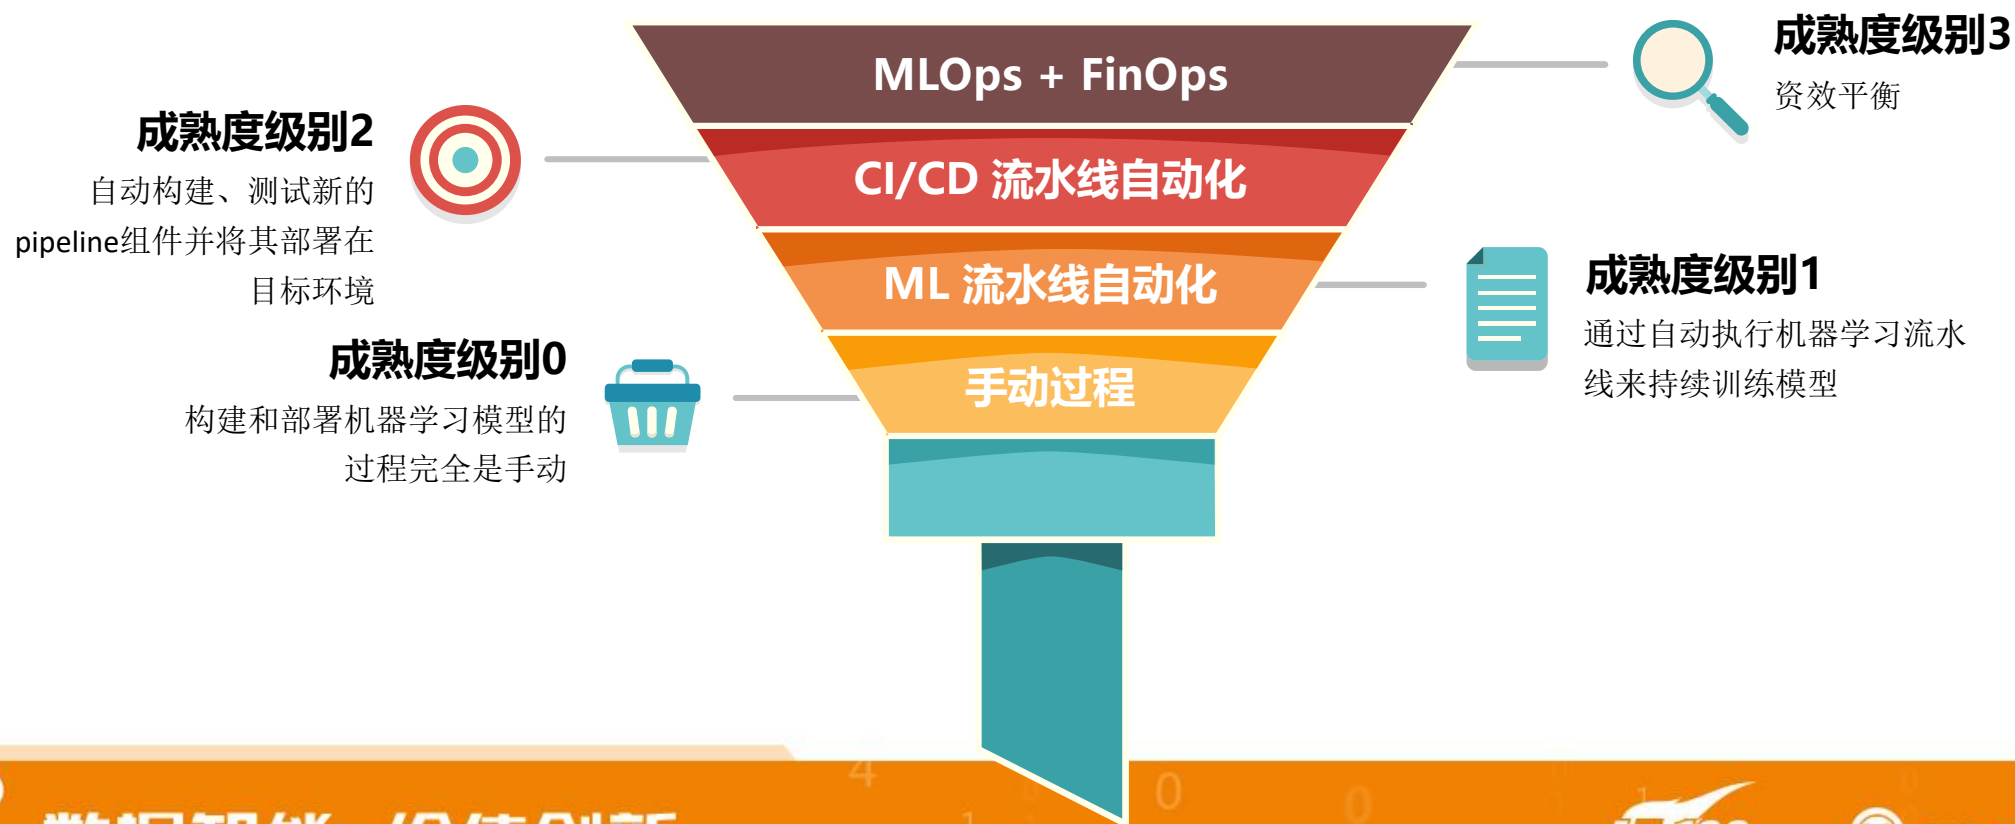 MLOps + FinOps
成熟度级别3
资效平衡
成熟度级别2
自动构建、测试新的
pipeline组件并将其部署在
目标环境
CI/CD 流水线自动化
ML 流水线自动化
成熟度级别1
通过自动执行机器学习流水
线来持续训练模型
成熟度级别0
构建和部署机器学习模型的
过程完全是手动
手动过程